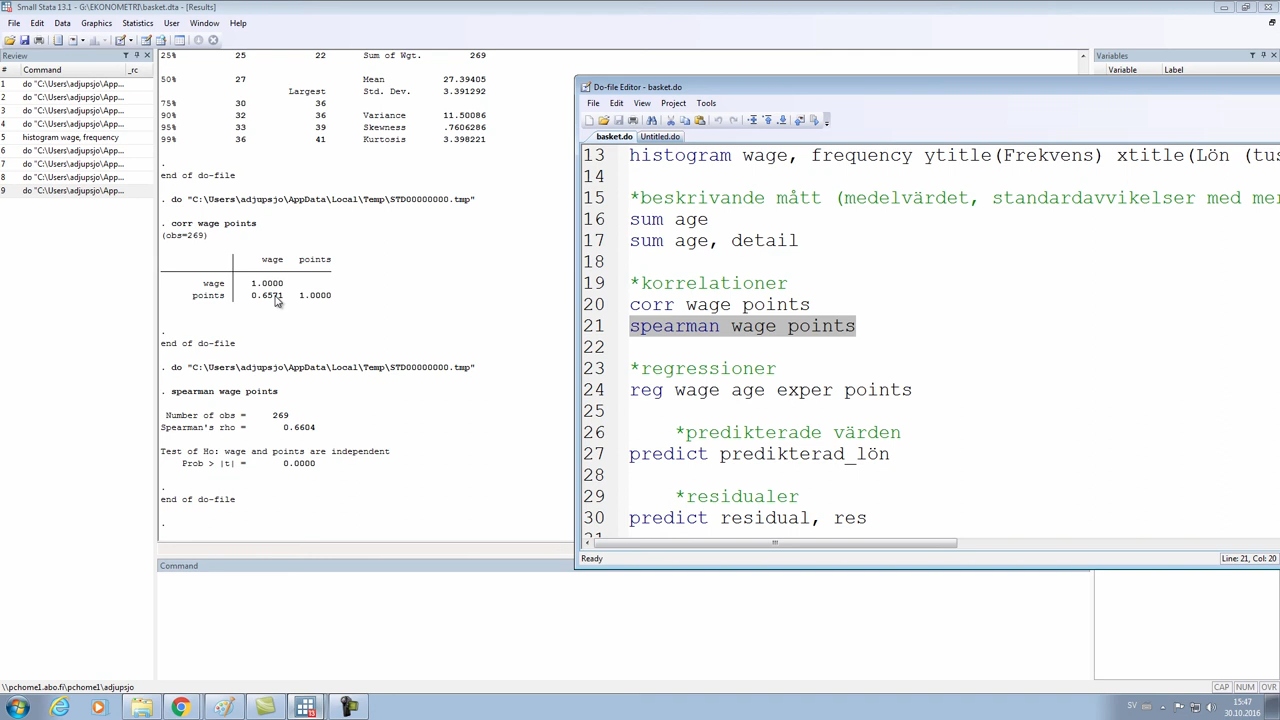 Small Stata 13.1 - G:\EKONOMETRI\basket.dta - [Results]
File Edit Data Graphics Statistics User Window Help
Review
# Command _rc
1 do "C:\Users\adjupsjo\App...
2 do "C:\Users\adjupsjo\App...
3 do "C:\Users\adjupsjo\App...
4 do "C:\Users\adjupsjo\App...
5 histogram wage, frequency
6 do "C:\Users\adjupsjo\App...
7 do "C:\Users\adjupsjo\App...
8 do "C:\Users\adjupsjo\App...
9 do "C:\Users\adjupsjo\App...
25% 25 22 Sum of Wgt. 269
50% 27 Mean 27.39405
Largest Std. Dev. 3.391292
75% 30 36
90% 32 36 Variance 11.50086
95% 33 39 Skewness .7606286
99% 36 41 Kurtosis 3.398221
.
end of do-file
. do "C:\Users\adjupsjo\AppData\Local\Temp\STD00000000.tmp"
. corr wage points
(obs=269)
wage points
wage 1.0000
points 0.6571 1.0000
.
end of do-file
. do "C:\Users\adjupsjo\AppData\Local\Temp\STD00000000.tmp"
. spearman wage points
Number of obs = 269
Spearman's rho = 0.6604
Test of Ho: wage and points are independent
Prob > |t| = 0.0000
.
end of do-file
.
Command
Variables
Variable Label
Do-file Editor - basket.do
File Edit View Project Tools
basket.do Untitled.do
13 histogram wage, frequency ytitle(Frekvens) xtitle(Lön (tu
14
15 *beskrivande mått (medelvärdet, standardavvikelser med me
16 sum age
17 sum age, detail
18
19 *korrelationer
20 corr wage points
21 spearman wage points
22
23 *regressioner
24 reg wage age exper points
25
26 *predikterade värden
27 predict predikterad_lön
28
29 *residualer
30 predict residual, res
Ready
Line: 21, Col: 20
\\pchome1.abo.fi\pchome1\adjupsjo
CAP NUM OVR
SV
15:47
30.10.2016